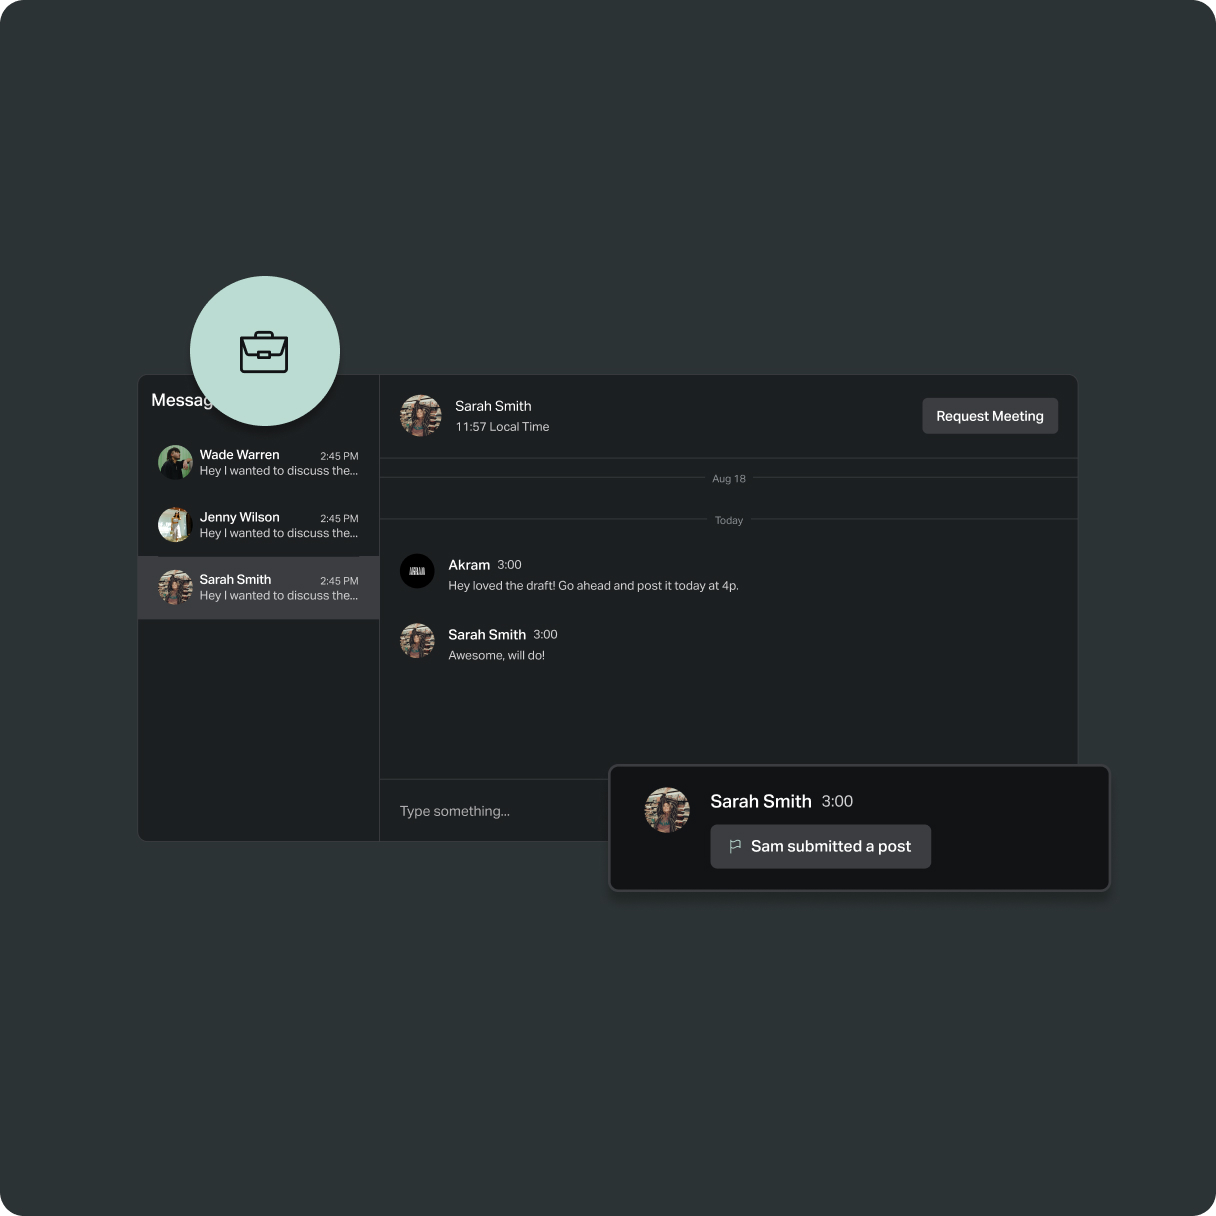 Messag
Wade Warren 2:45 PM
Hey I wanted to discuss the...
Jenny Wilson 2:45 PM
Hey I wanted to discuss the...
Sarah Smith 2:45 PM
Hey I wanted to discuss the...
Sarah Smith
11:57 Local Time
Request Meeting
Aug 18
Today
AKRAM
Akram 3:00
Hey loved the draft! Go ahead and post it today at 4p.
Sarah Smith 3:00
Awesome, will do!
Type something...
Sarah Smith 3:00
Sam submitted a post